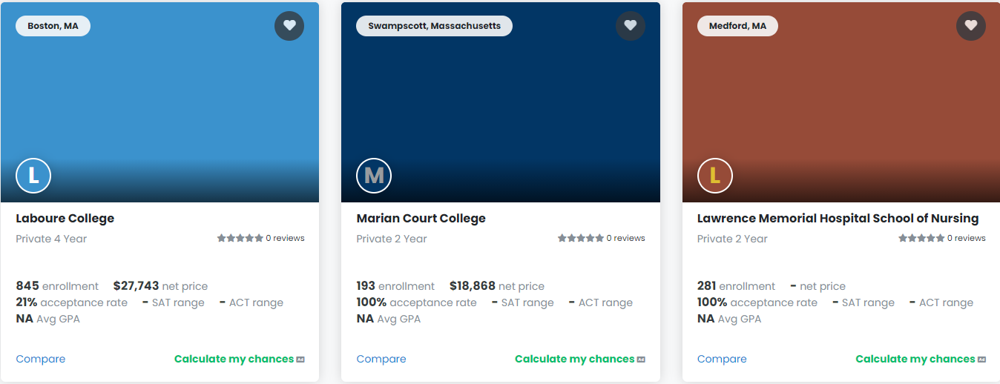 Boston, MA
L
Laboure College
Private 4 Year 0 reviews
845 enrollment $27,743 net price
21% acceptance rate - SAT range - ACT range
NA Avg GPA
Compare Calculate my chances Ad
Swampscott, Massachusetts
M
Marian Court College
Private 2 Year 0 reviews
193 enrollment $18,868 net price
100% acceptance rate - SAT range - ACT range
NA Avg GPA
Compare Calculate my chances Ad
Medford, MA
L
Lawrence Memorial Hospital School of Nursing
Private 2 Year 0 reviews
281 enrollment - net price
100% acceptance rate - SAT range - ACT range
NA Avg GPA
Compare Calculate my chances Ad